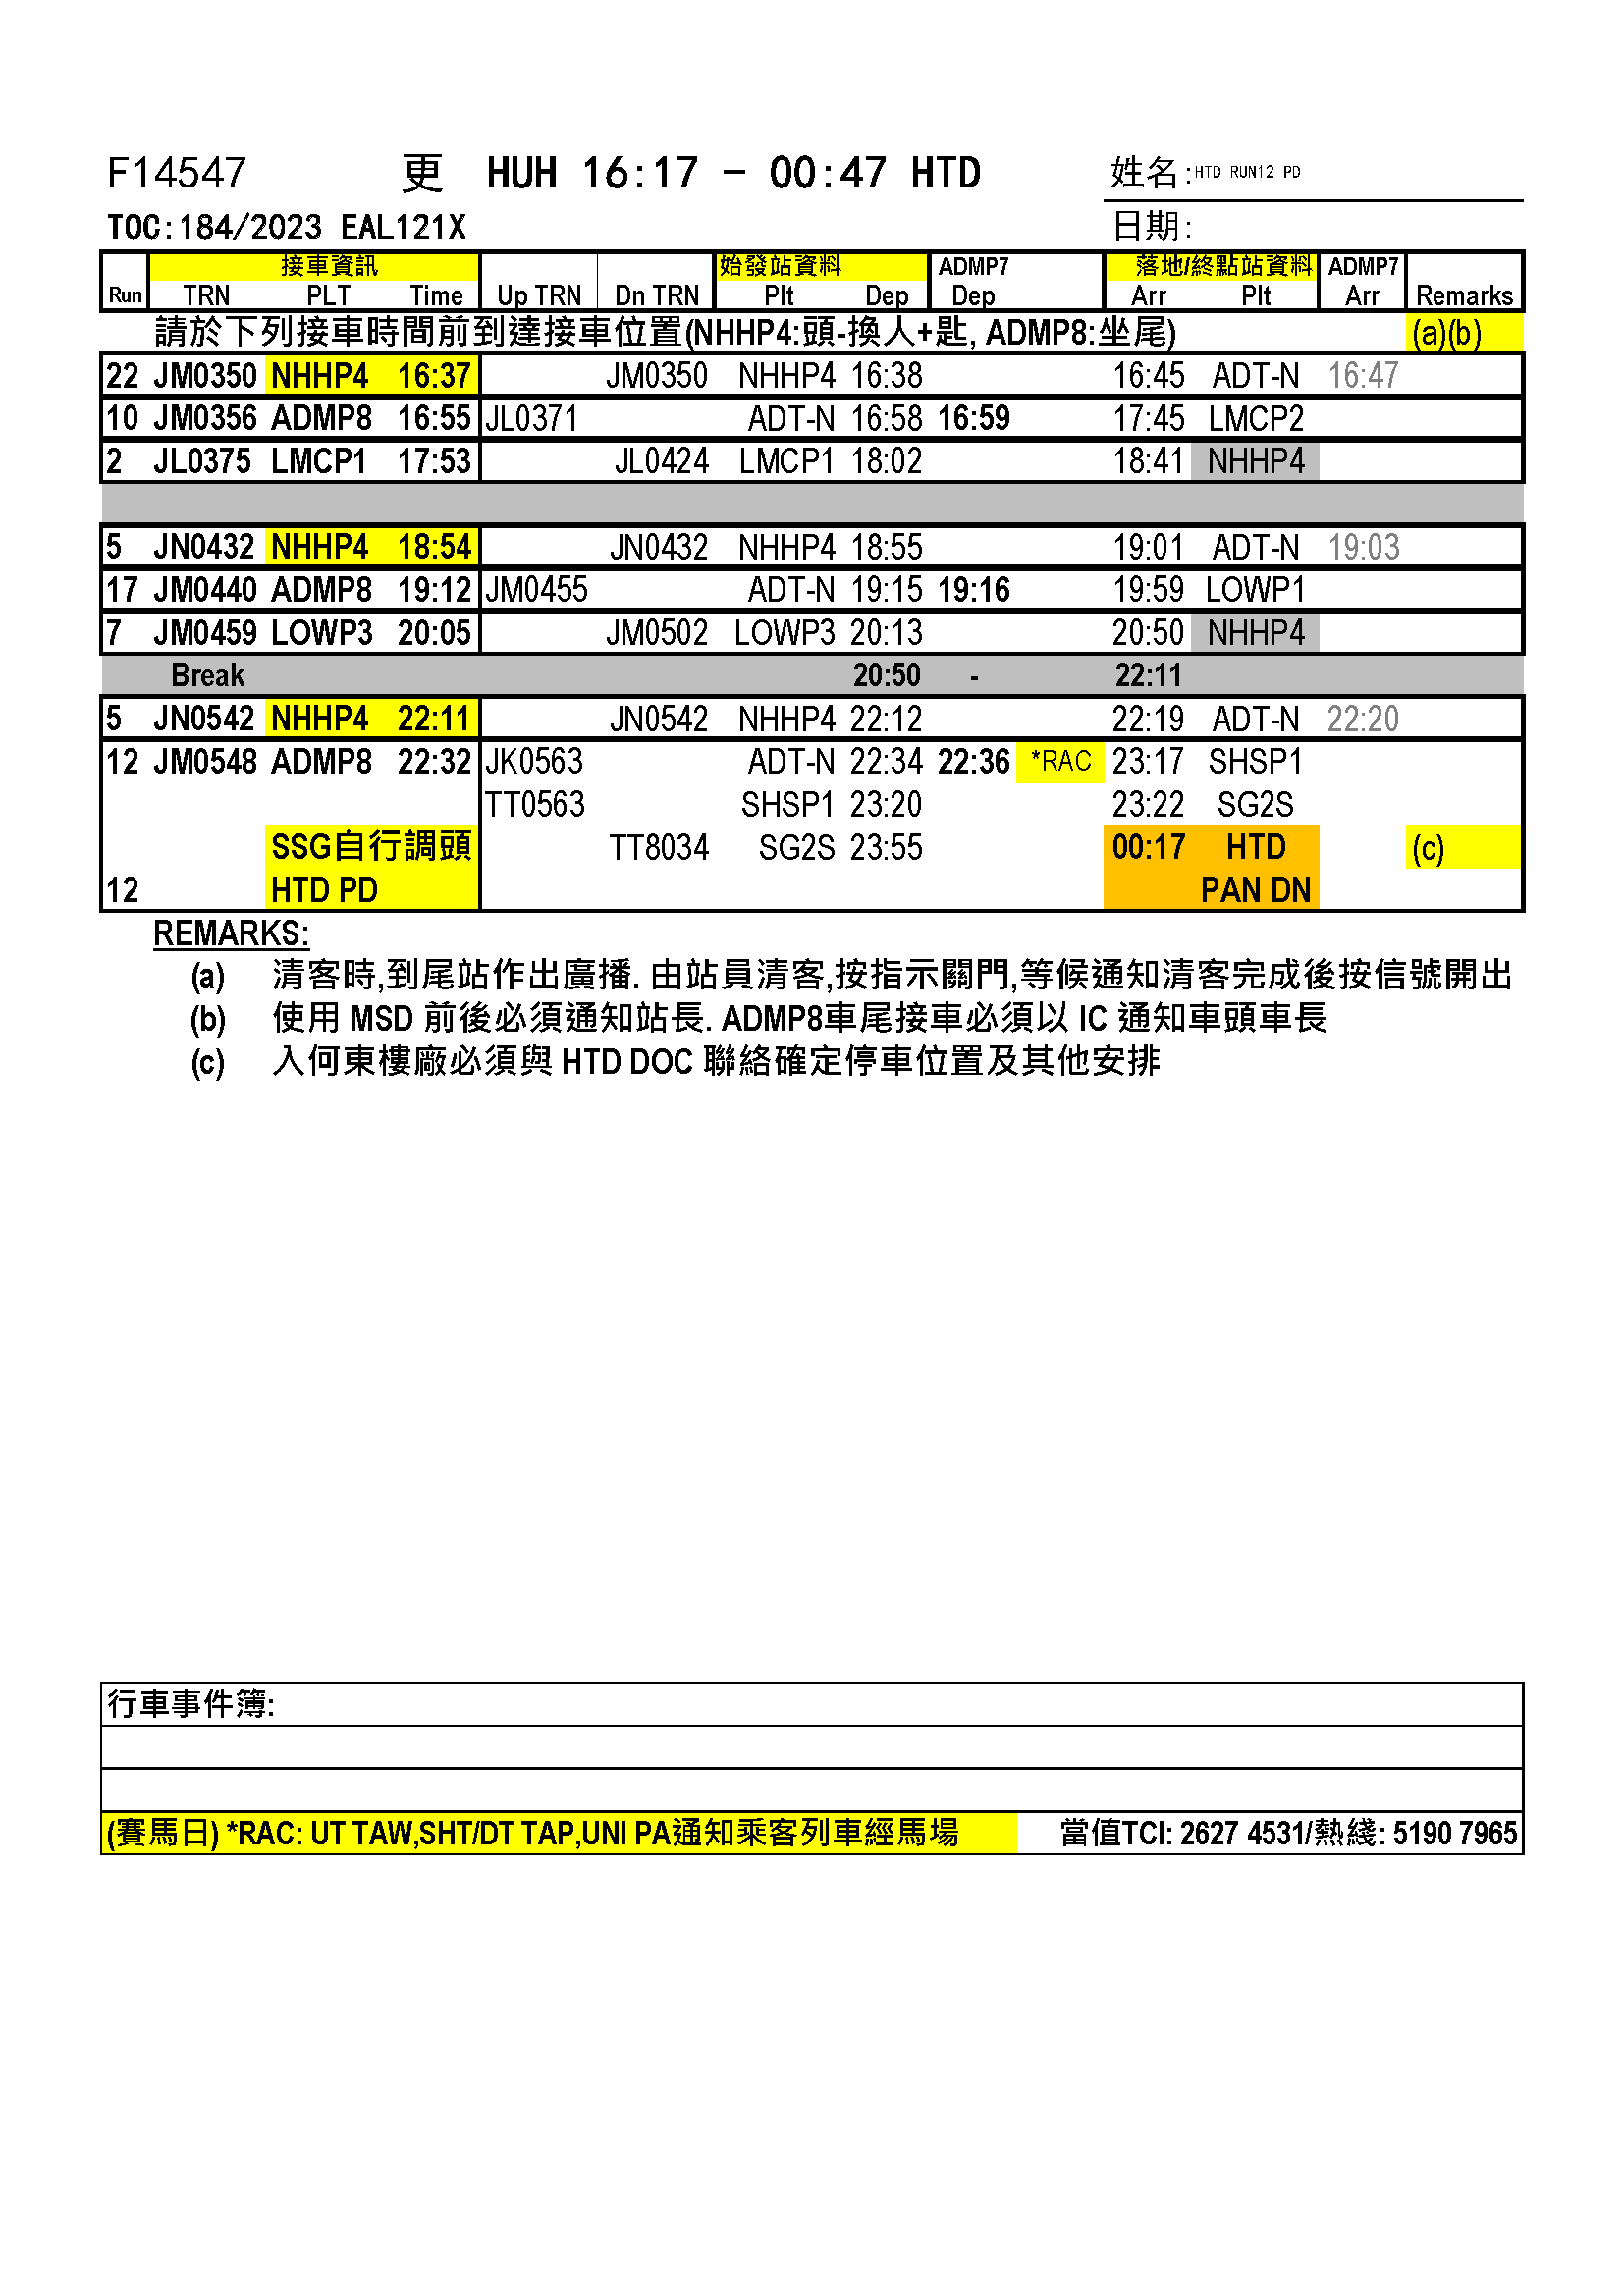 F14547 更 HUH 16:17 - 00:47 HTD 姓名:HTD RUN12 PD
TOC:184/2023 EAL121X 日期:
接車資訊 始發站資料 ADMP7 落地/終點站資料 ADMP7
Run TRN PLT Time Up TRN Dn TRN Plt Dep Dep Arr Plt Arr Remarks
請於下列接車時間前到達接車位置(NHHP4:頭-換人+匙, ADMP8:坐尾) (a)(b)
22 JM0350 NHHP4 16:37 JM0350 NHHP4 16:38 16:45 ADT-N 16:47
10 JM0356 ADMP8 16:55 JL0371 ADT-N 16:58 16:59 17:45 LMCP2
2 JL0375 LMCP1 17:53 JL0424 LMCP1 18:02 18:41 NHHP4
5 JN0432 NHHP4 18:54 JN0432 NHHP4 18:55 19:01 ADT-N 19:03
17 JM0440 ADMP8 19:12 JM0455 ADT-N 19:15 19:16 19:59 LOWP1
7 JM0459 LOWP3 20:05 JM0502 LOWP3 20:13 20:50 NHHP4
Break 20:50 - 22:11
5 JN0542 NHHP4 22:11 JN0542 NHHP4 22:12 22:19 ADT-N 22:20
12 JM0548 ADMP8 22:32 JK0563 ADT-N 22:34 22:36 *RAC 23:17 SHSP1
TT0563 SHSP1 23:20 23:22 SG2S
SSG自行調頭 TT8034 SG2S 23:55 00:17 HTD (c)
12 HTD PD PAN DN
REMARKS:
(a) 清客時,到尾站作出廣播. 由站員清客,按指示關門,等候通知清客完成後按信號開出
(b) 使用 MSD 前後必須通知站長. ADMP8車尾接車必須以 IC 通知車頭車長
(c) 入何東樓廠必須與 HTD DOC 聯絡確定停車位置及其他安排
行車事件簿:
(賽馬日) *RAC: UT TAW,SHT/DT TAP,UNI PA通知乘客列車經馬場 當值TCI: 2627 4531/熱綫: 5190 7965